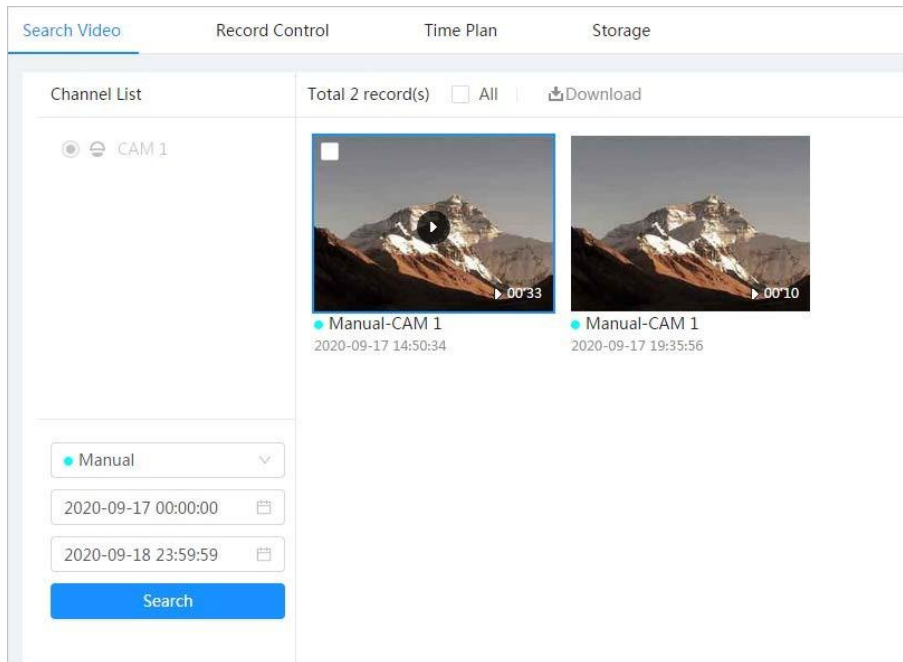 Search Video Record Control Time Plan Storage
Channel List
Total 2 record(s) All Download
CAM 1
00'33
00'10
Manual-CAM 1
2020-09-17 14:50:34
Manual-CAM 1
2020-09-17 19:35:56
Manual
2020-09-17 00:00:00
2020-09-18 23:59:59
Search